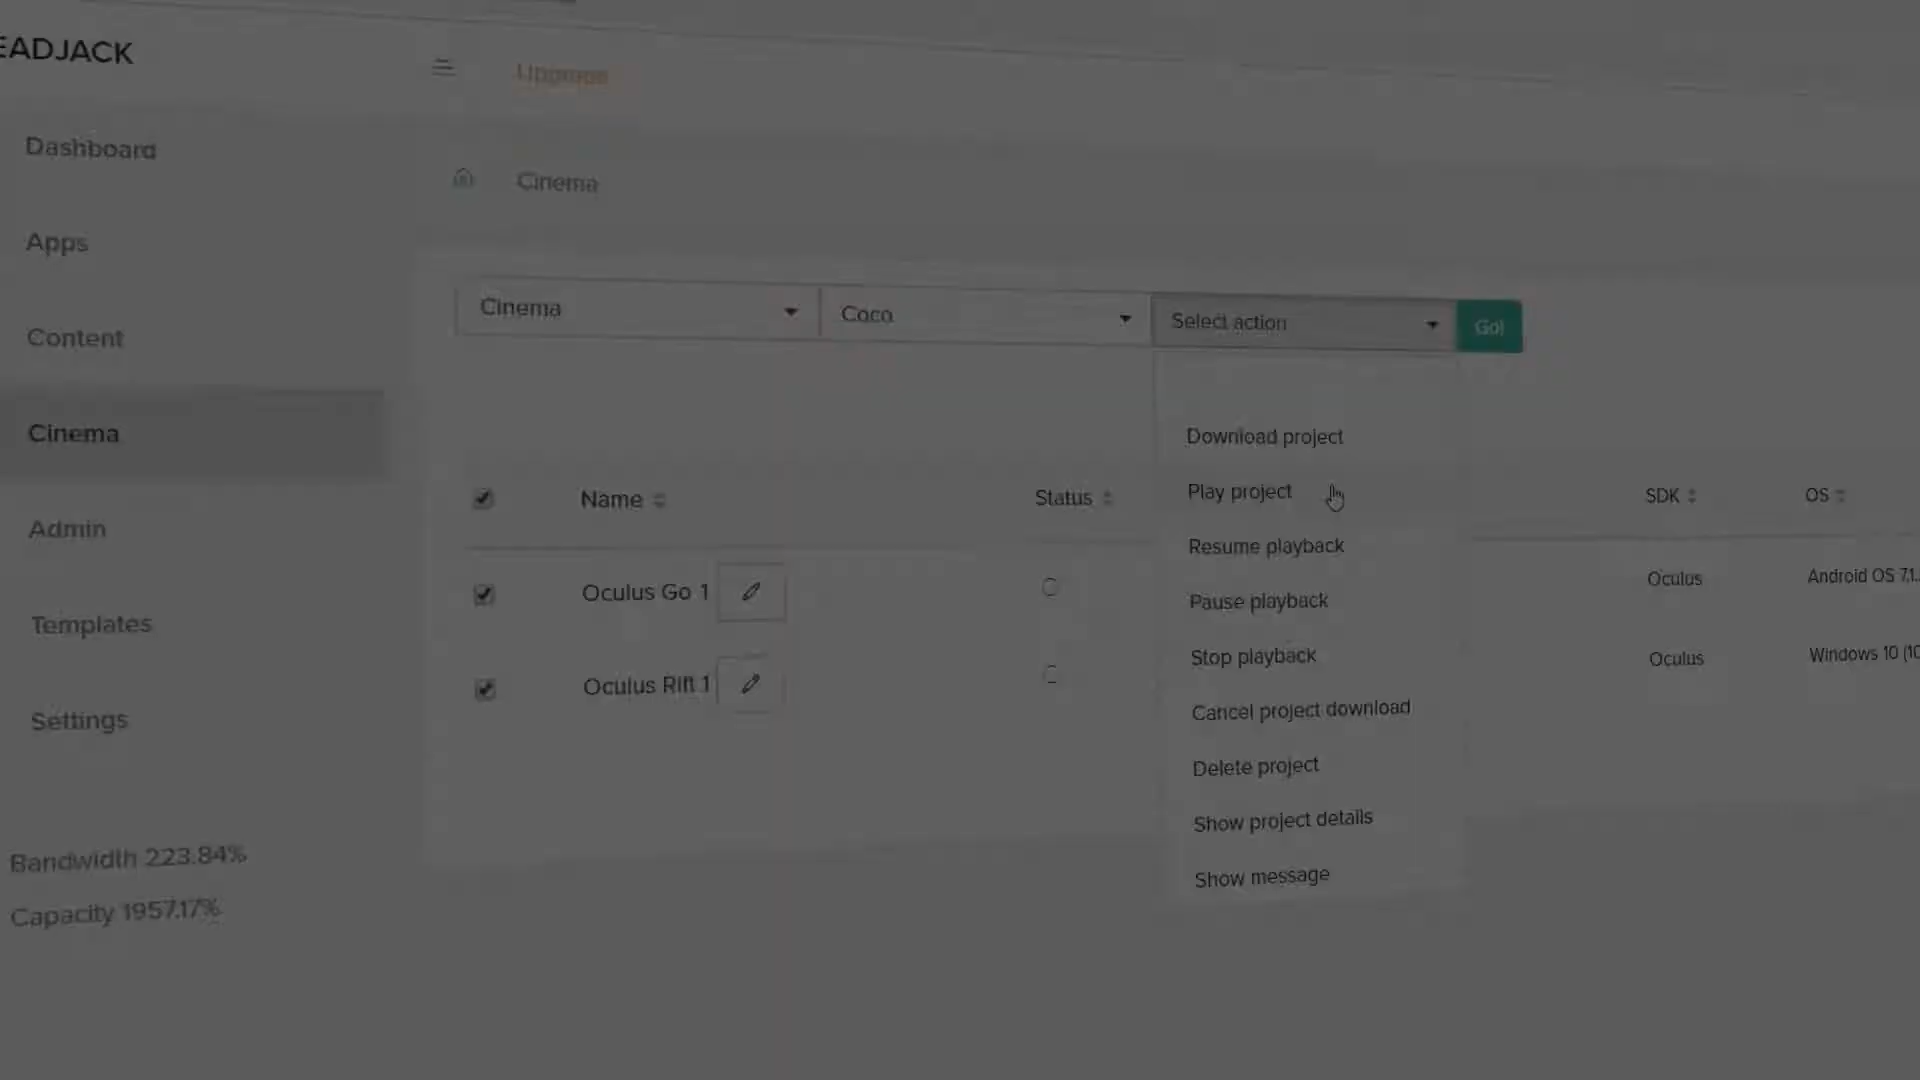 EADJACK
Upgrade
Dashboard
Cinema
Apps
Cinema
Coco
Select action
Go!
Content
Download project
Cinema
Name
Status
Play project
SDK
OS
Resume playback
Admin
Oculus Go 1
Oculus
Android OS 7.1..
Pause playback
Templates
Stop playback
Oculus
Windows 10 (10
Oculus Rift 1
Settings
Cancel project download
Delete project
Show project details
Bandwidth 223.84%
Show message
Capacity 1957.17%